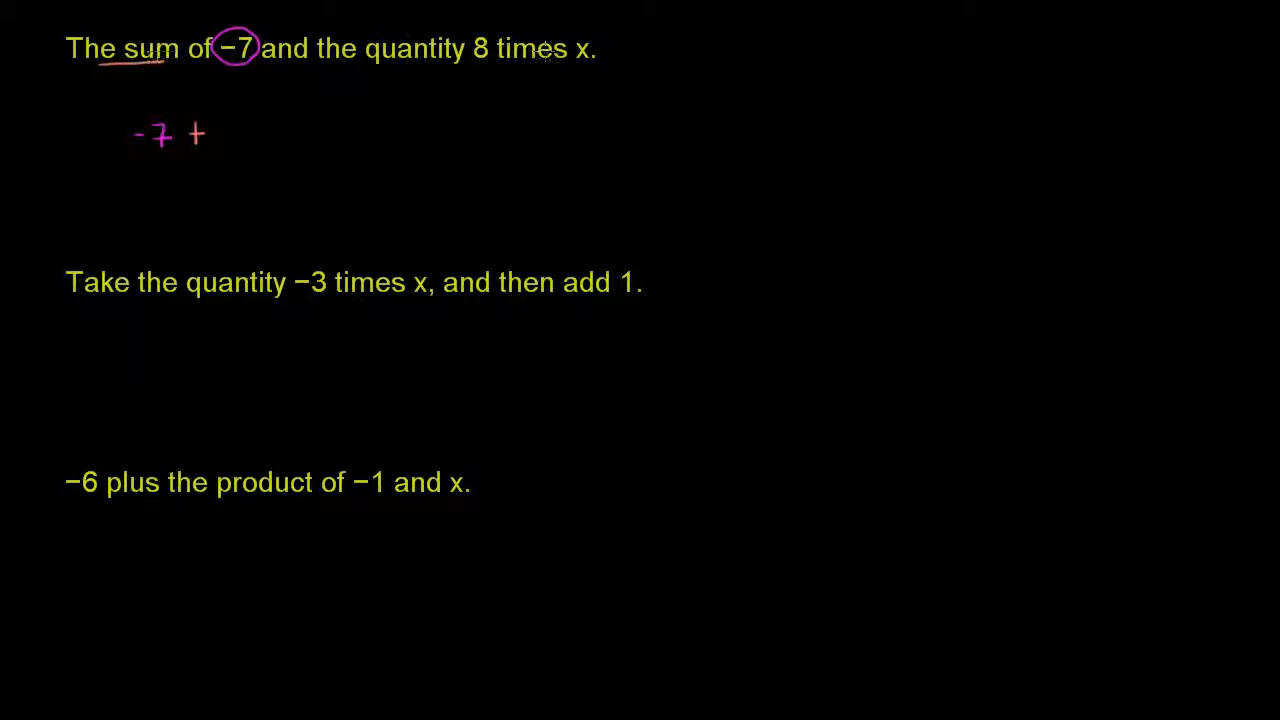 The sum of −7 and the quantity 8 times x.
-7 +
Take the quantity −3 times x, and then add 1.
−6 plus the product of −1 and x.